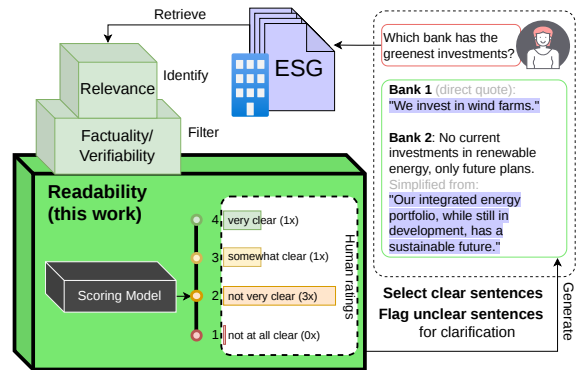 Retrieve
ESG
Which bank has the
greenest investments?
Relevance
Identify
Factuality/
Verifiability
Filter
Bank 1 (direct quote):
"We invest in wind farms."
Bank 2: No current
investments in renewable
energy, only future plans.
Simplified from:
"Our integrated energy
portfolio, while still in
development, has a
sustainable future."
Readability
(this work)
Scoring Model
4 very clear (1x)
3 somewhat clear (1x)
2 not very clear (3x)
1 not at all clear (0x)
Human ratings
Select clear sentences
Flag unclear sentences
for clarification
Generate